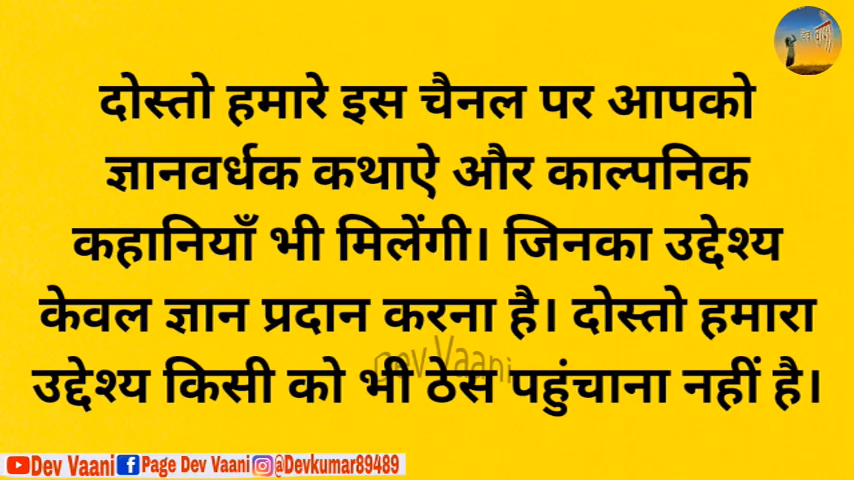 देव वाणी
दोस्तो हमारे इस चैनल पर आपको
ज्ञानवर्धक कथाऐ और काल्पनिक
कहानियाँ भी मिलेंगी। जिनका उद्देश्य
केवल ज्ञान प्रदान करना है। दोस्तो हमारा
उद्देश्य किसी को भी ठेस पहुंचाना नहीं है।
Dev Vaani
Dev Vaani Page Dev Vaani @Devkumar89489